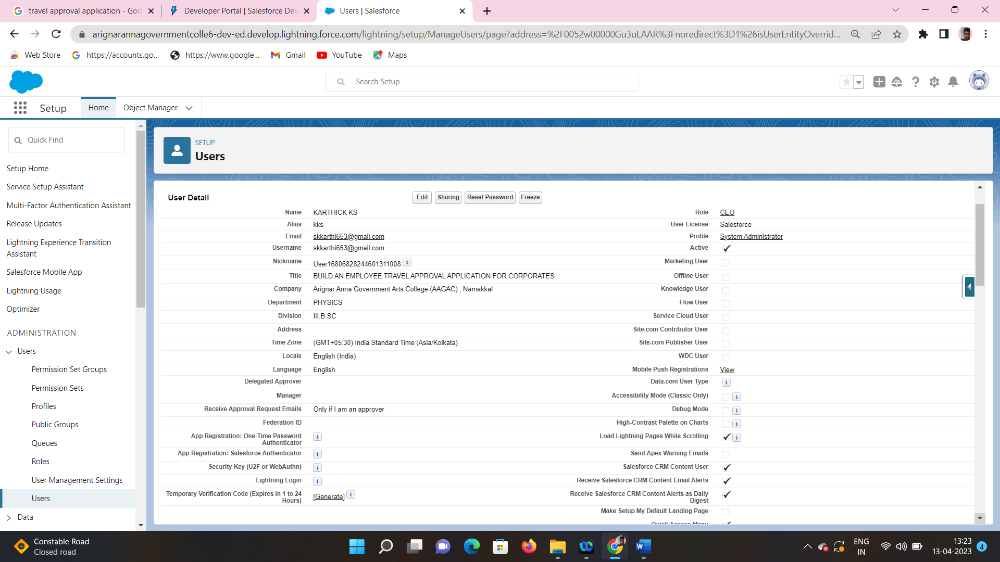 travel approval application - Goo
Developer Portal | Salesforce Dev
Users | Salesforce
arignarannagovernmentcolle6-dev-ed.develop.lightning.force.com/lightning/setup/ManageUsers/page?address=%2F0052w00000Gu3uLAAR%3Fnoredirect%3D1%26isUserEntityOverrid...
Web Store
https://accounts.go...
https://www.google...
Gmail
YouTube
Maps
Search Setup
Setup
Home
Object Manager
Quick Find
Setup Home
Service Setup Assistant
Multi-Factor Authentication Assistant
Release Updates
Lightning Experience Transition
Assistant
Salesforce Mobile App
Lightning Usage
Optimizer
ADMINISTRATION
Users
Permission Set Groups
Permission Sets
Profiles
Public Groups
Queues
Roles
User Management Settings
Users
Data
SETUP
Users
User Detail
Edit
Sharing
Reset Password
Freeze
Name KARTHICK KS
Role CEO
Alias kks
User License Salesforce
Email skkarthi653@gmail.com
Profile System Administrator
Username skkarthi653@gmail.com
Active
Nickname User16806828244601311008
Marketing User
Title BUILD AN EMPLOYEE TRAVEL APPROVAL APPLICATION FOR CORPORATES
Offline User
Company Arignar Anna Government Arts College (AAGAC) , Namakkal
Knowledge User
Department PHYSICS
Flow User
Division III.B.SC
Service Cloud User
Address
Site.com Contributor User
Time Zone (GMT+05:30) India Standard Time (Asia/Kolkata)
Site.com Publisher User
Locale English (India)
WDC User
Language English
Mobile Push Registrations View
Delegated Approver
Data.com User Type
Manager
Accessibility Mode (Classic Only)
Receive Approval Request Emails Only if I am an approver
Debug Mode
Federation ID
High-Contrast Palette on Charts
App Registration: One-Time Password
Authenticator
Load Lightning Pages While Scrolling
App Registration: Salesforce Authenticator
Send Apex Warning Emails
Security Key (U2F or WebAuthn)
Salesforce CRM Content User
Lightning Login
Receive Salesforce CRM Content Email Alerts
Temporary Verification Code (Expires in 1 to 24
Hours)
[Generate]
Receive Salesforce CRM Content Alerts as Daily
Digest
Make Setup My Default Landing Page
Quick Access Menu
Constable Road
Closed road
ENG
IN
13:23
13-04-2023
4